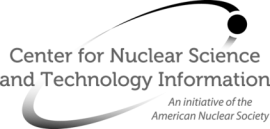 Center for Nuclear Science
and Technology Information
An initiative of the
American Nuclear Society